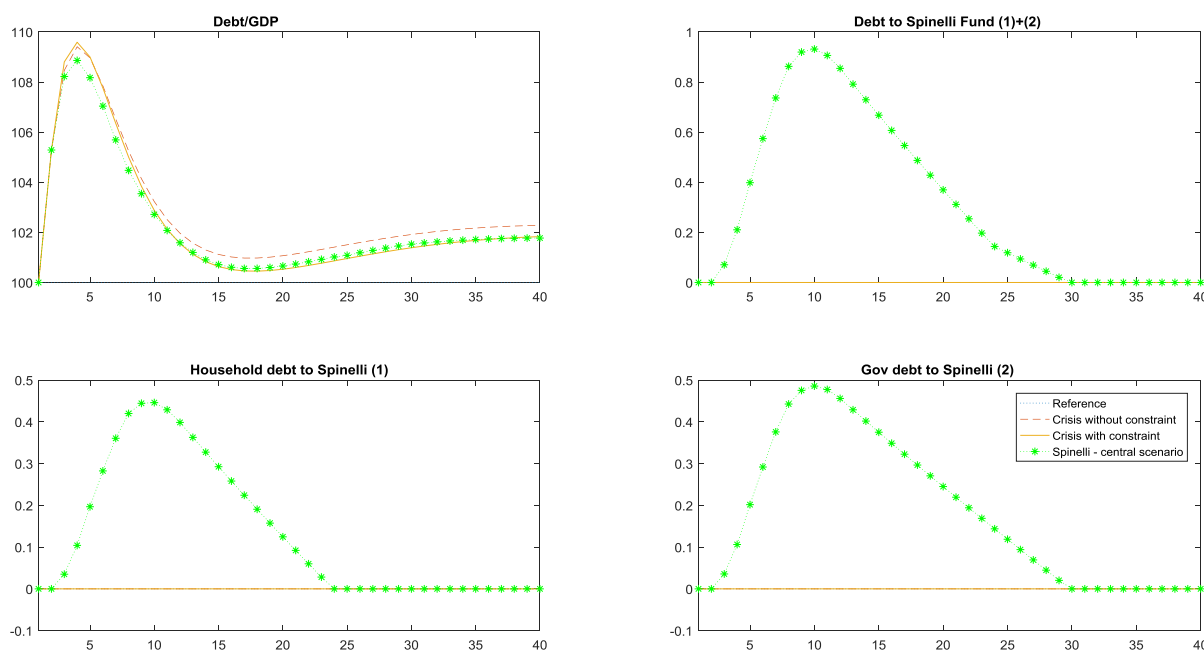 Debt/GDP
110
108
106
104
102
100
5 10 15 20 25 30 35 40
Debt to Spinelli Fund (1)+(2)
1
0.8
0.6
0.4
0.2
0
5 10 15 20 25 30 35 40
Household debt to Spinelli (1)
0.5
0.4
0.3
0.2
0.1
0
-0.1
5 10 15 20 25 30 35 40
Gov debt to Spinelli (2)
0.5
0.4
0.3
0.2
0.1
0
-0.1
5 10 15 20 25 30 35 40
Reference
Crisis without constraint
Crisis with constraint
Spinelli - central scenario